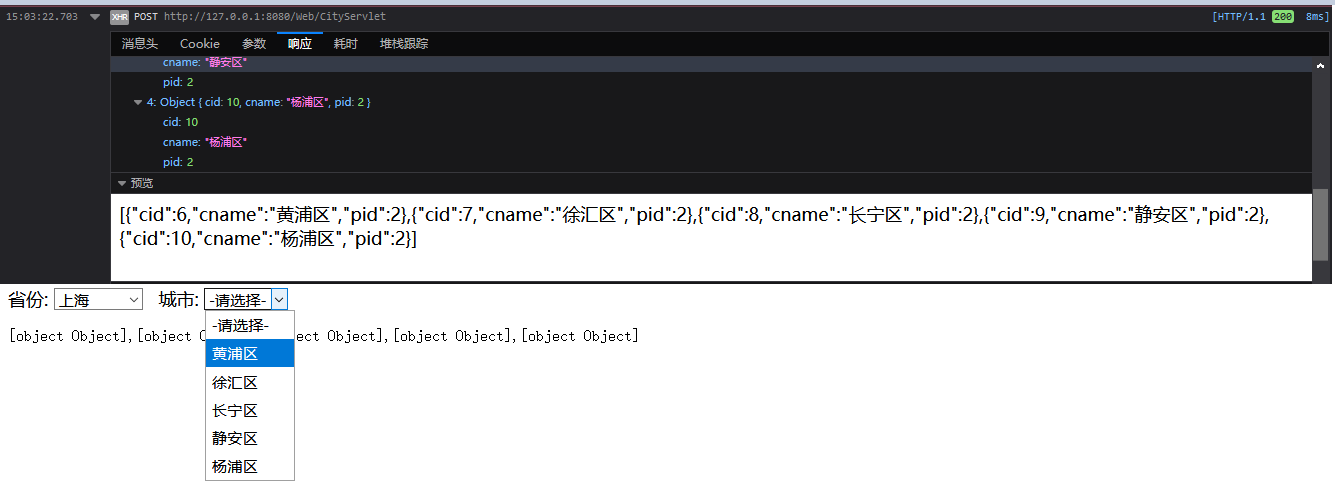 15:03:22.703 XHR POST http://127.0.0.1:8080/Web/CityServlet [HTTP/1.1 200 8ms]
消息头 Cookie 参数 响应 耗时 堆栈跟踪
cname: "静安区"
pid: 2
4: Object { cid: 10, cname: "杨浦区", pid: 2 }
cid: 10
cname: "杨浦区"
pid: 2
预览
[{"cid":6,"cname":"黄浦区","pid":2},{"cid":7,"cname":"徐汇区","pid":2},{"cid":8,"cname":"长宁区","pid":2},{"cid":9,"cname":"静安区","pid":2},
{"cid":10,"cname":"杨浦区","pid":2}]
省份: 上海 城市: -请选择-
-请选择-
[object Object],[object O ject Object],[object Object],[object Object]
黄浦区
徐汇区
长宁区
静安区
杨浦区